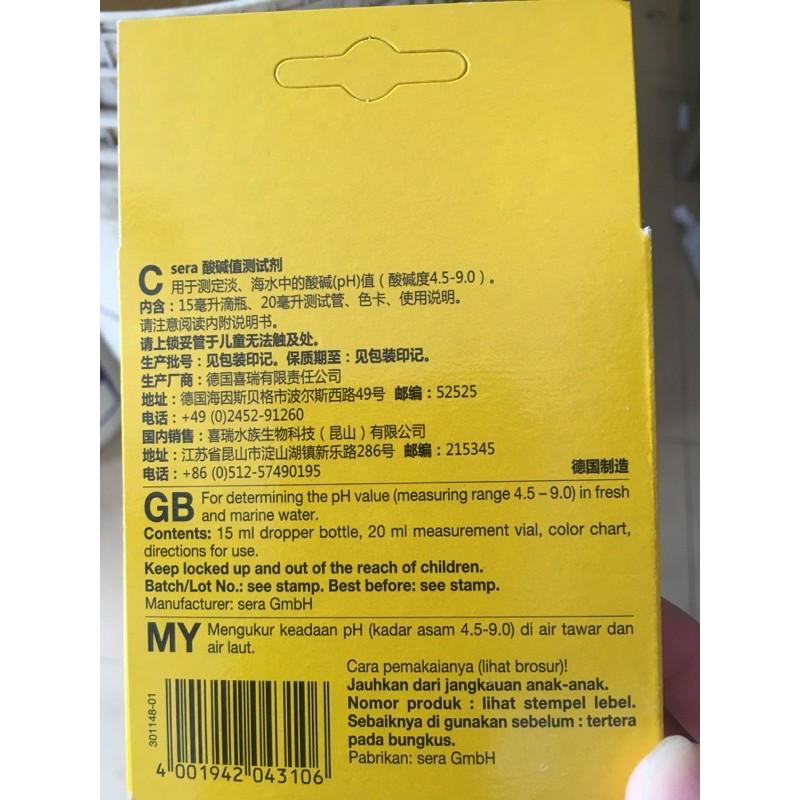 C sera 酸碱值测试剂
用于测定淡、海水中的酸碱(pH)值（酸碱度4.5-9.0）。
内含：15毫升滴瓶、20毫升测试管、色卡、使用说明。
请注意阅读内附说明书。
请上锁妥管于儿童无法触及处。
生产批号：见包装印记。保质期至：见包装印记。
生产厂商：德国喜瑞有限责任公司
地址：德国海因斯贝格市波尔斯西路49号 邮编：52525
电话：+49 (0)2452-91260
国内销售：喜瑞水族生物科技（昆山）有限公司
地址：江苏省昆山市淀山湖镇新乐路286号 邮编：215345
电话：+86 (0)512-57490195 德国制造
GB For determining the pH value (measuring range 4.5 – 9.0) in fresh
and marine water.
Contents: 15 ml dropper bottle, 20 ml measurement vial, color chart,
directions for use.
Keep locked up and out of the reach of children.
Batch/Lot No.: see stamp. Best before: see stamp.
Manufacturer: sera GmbH
MY Mengukur keadaan pH (kadar asam 4.5-9.0) di air tawar dan
air laut.
Cara pemakaianya (lihat brosur)!
Jauhkan dari jangkauan anak-anak.
Nomor produk : lihat stempel lebel.
Sebaiknya di gunakan sebelum : tertera
pada bungkus.
Pabrikan: sera GmbH
301148-01
4 001942 043106